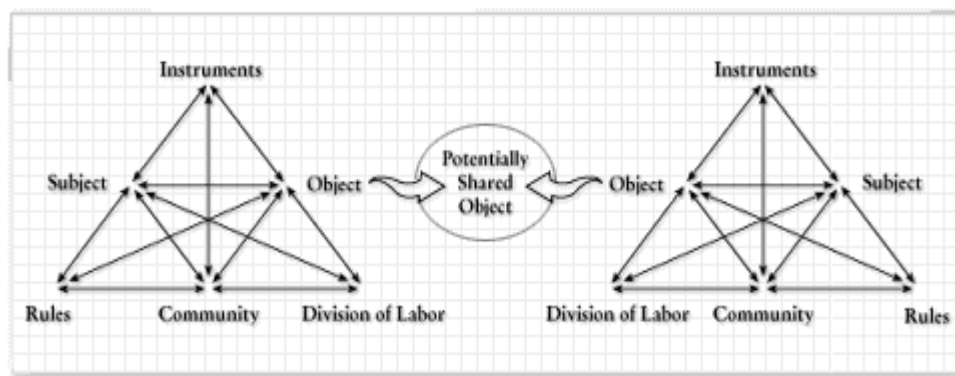 Instruments
Instruments
Subject
Object
Potentially
Shared
Object
Object
Subject
Rules
Community
Division of Labor
Division of Labor
Community
Rules